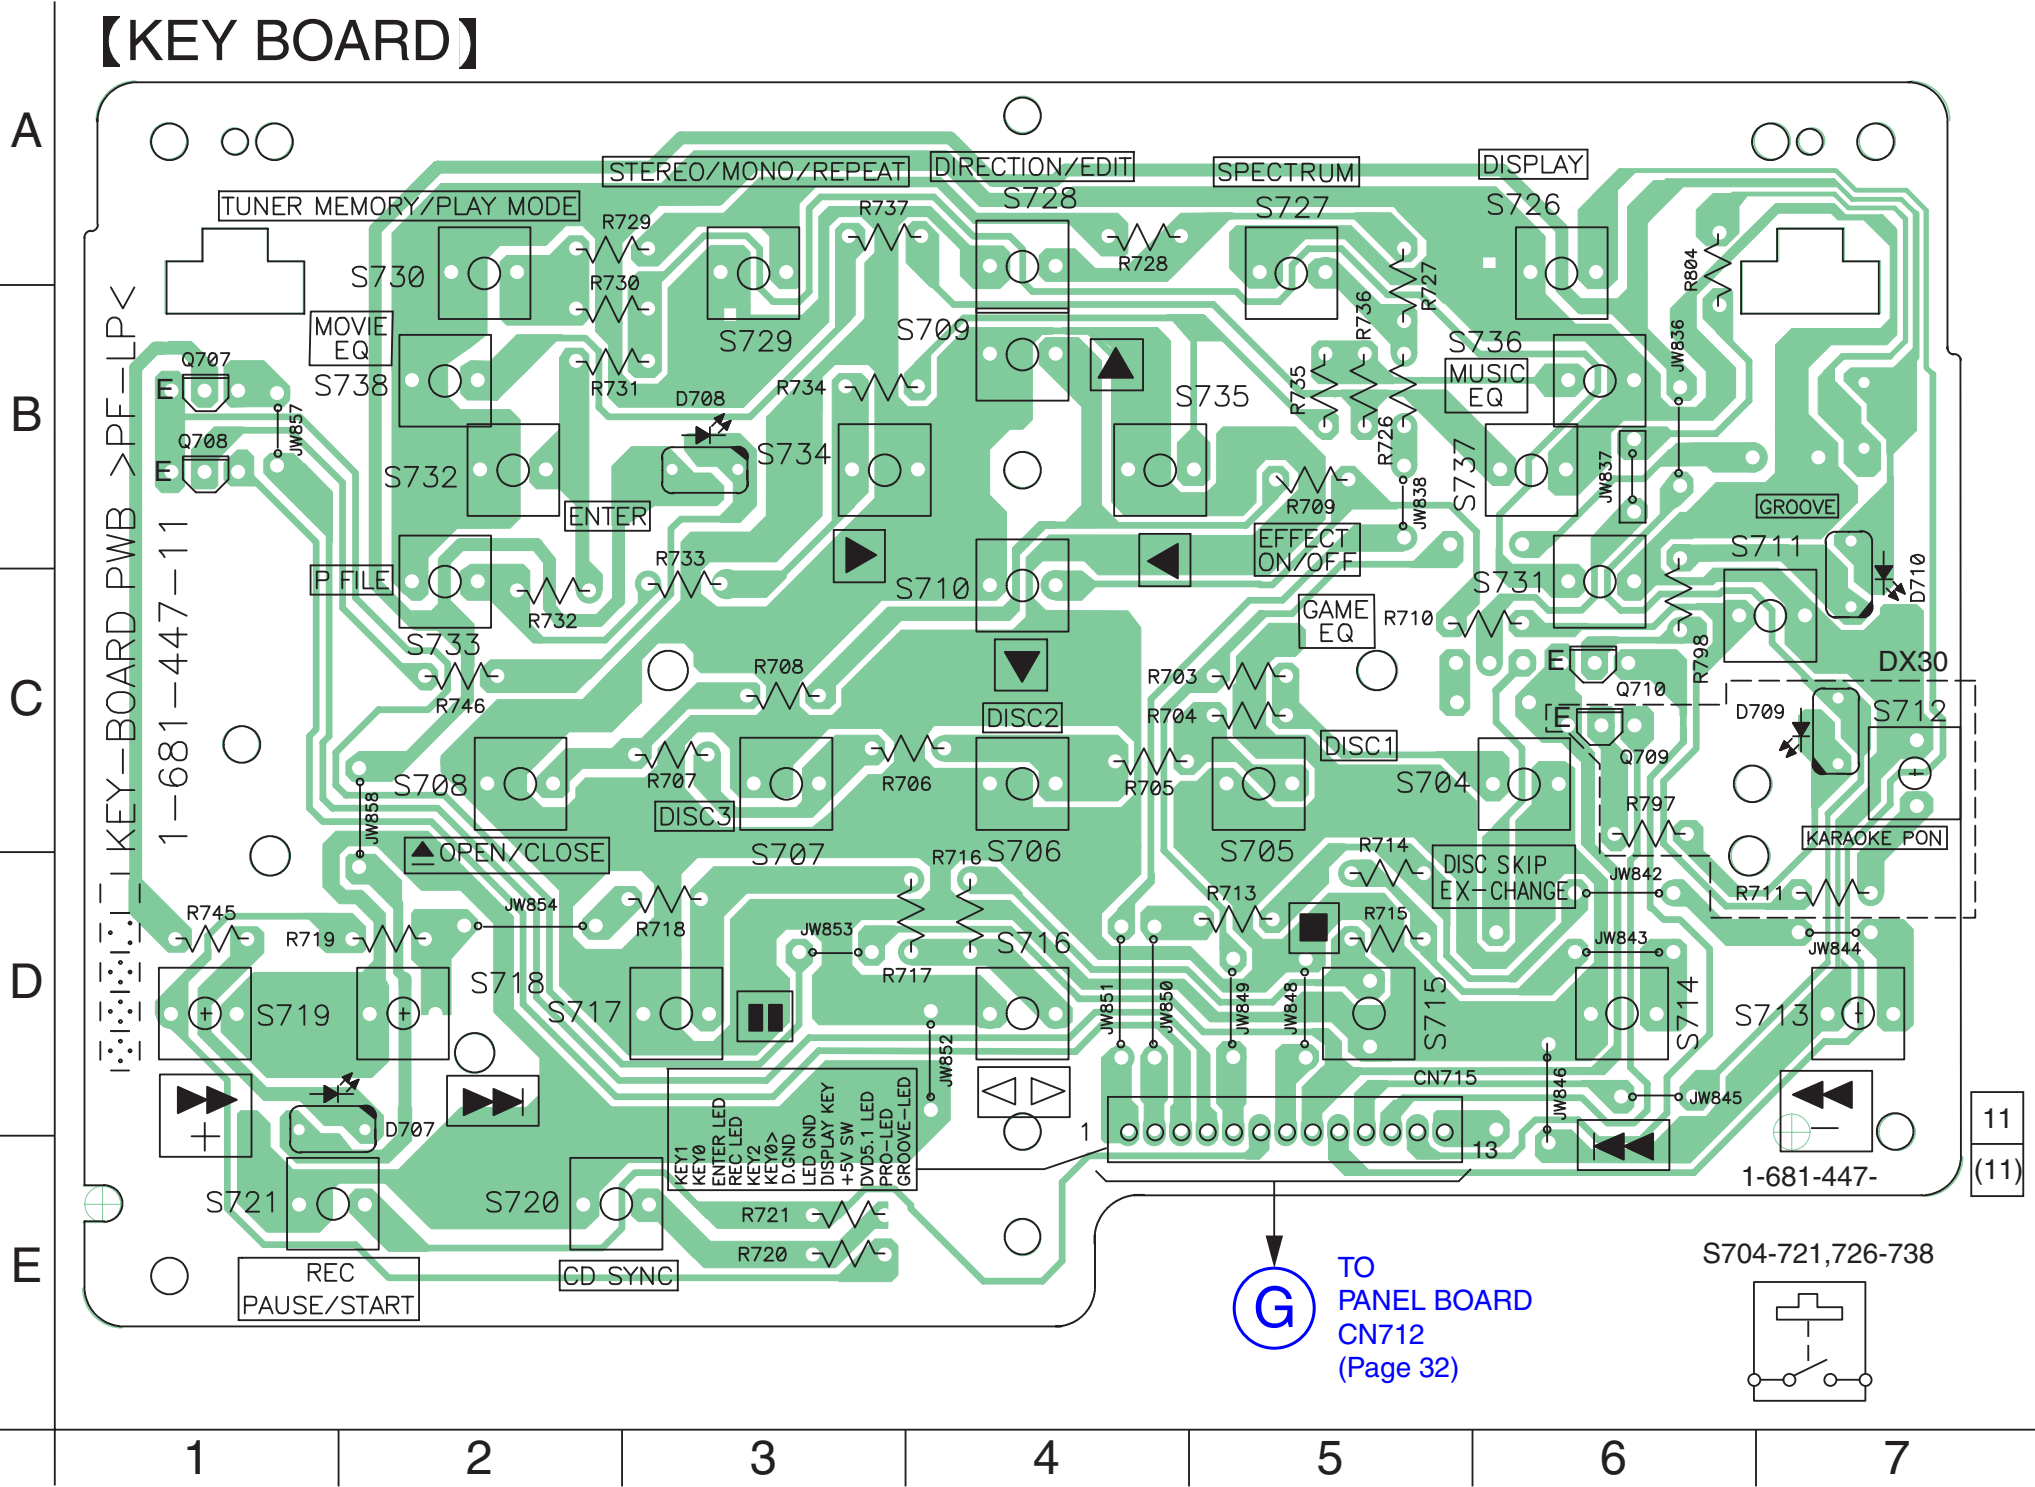 【KEY BOARD】
A
STEREO/MONO/REPEAT
DIRECTION/EDIT
SPECTRUM
DISPLAY
TUNER MEMORY/PLAY MODE
R729
R737
S728
S727
S726
S730
R730
R728
R727
R804
MOVIE
EQ
S729
S709
R736
S736
JW836
Q707
S738
R731
R734
R735
MUSIC
EQ
E
B
D708
S735
JW857
Q708
E
S732
S734
R726
S737
JW837
JW838
R709
GROOVE
ENTER
EFFECT
ON/OFF
S711
KEY-BOARD PWB >PF-LP<
1-681-447-11
P FILE
R733
S710
S731
D710
R732
GAME
EQ
R710
S733
R708
R703
E
R798
DX30
C
R746
DISC2
R704
Q710
E
D709
S712
DISC1
Q709
S708
R707
R706
R705
S704
JW858
DISC3
R797
KARAOKE PON
OPEN/CLOSE
S707
S706
S705
R714
R716
DISC SKIP
EX-CHANGE
JW842
R711
R745
R719
JW854
R718
JW853
R713
R715
JW843
JW844
S716
R717
D
S718
S719
S717
JW851
JW850
JW849
JW848
S715
S714
S713
JW852
CN715
JW846
JW845
D707
KEY1
KEY0
ENTER LED
REC LED
KEY2
KEY0>
D.GND
LED GND
DISPLAY KEY
+5V SW
DVD5.1 LED
PRO-LED
GROOVE-LED
1
13
11
(11)
1-681-447-
S721
S720
R721
R720
E
REC
PAUSE/START
CD SYNC
G
TO
PANEL BOARD
CN712
(Page 32)
S704-721,726-738
1
2
3
4
5
6
7